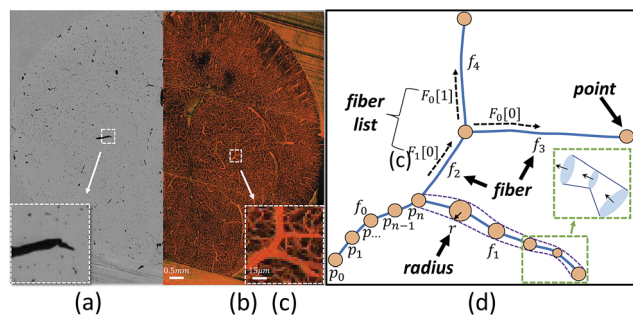 0.5mm
15μm
(a)
(b)
(c)
f₄
F₀[1]
F₀[0]
point
fiber
list
(c)
F₁[0]
f₃
f₂
fiber
f₀
pₙ
pₙ₋₁
p...
p₁
p₀
r
f₁
radius
(d)